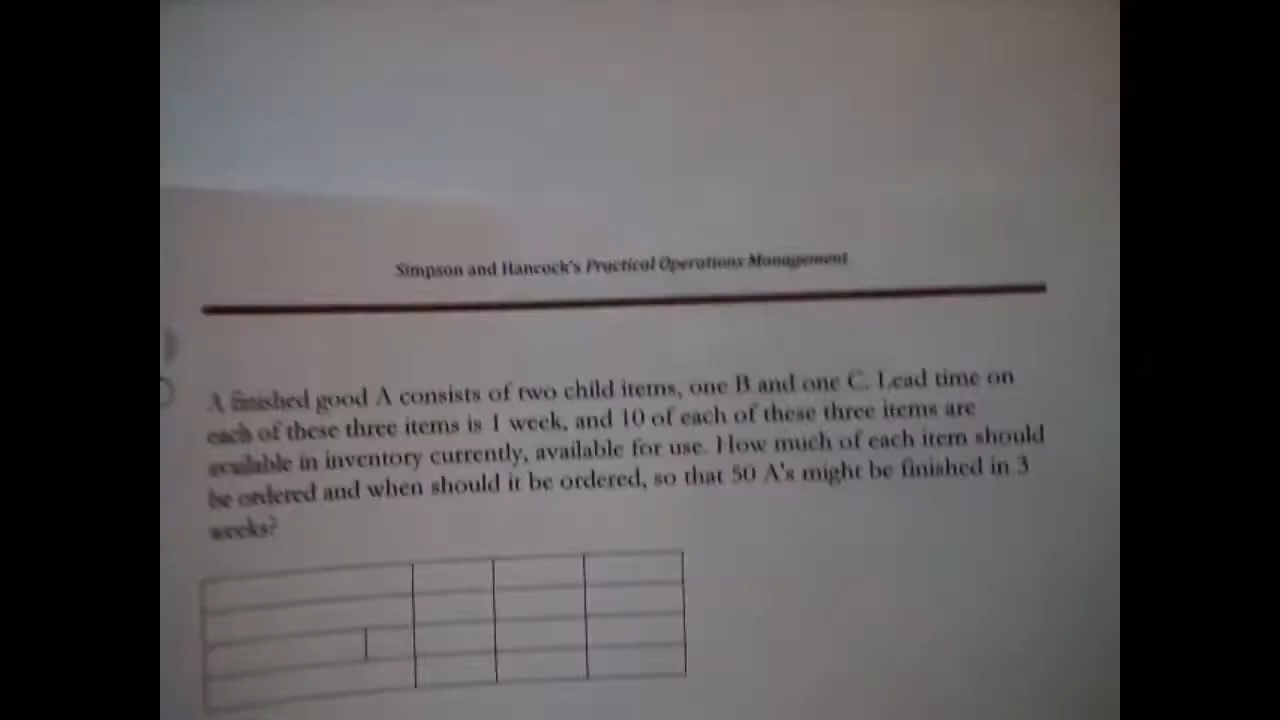 Simpson and Hancock's Practical Operations Management
A finished good A consists of two child items, one B and one C. Lead time on
each of these three items is 1 week, and 10 of each of these three items are
available in inventory currently, available for use. How much of each item should
be ordered and when should it be ordered, so that 50 A's might be finished in 3
weeks?